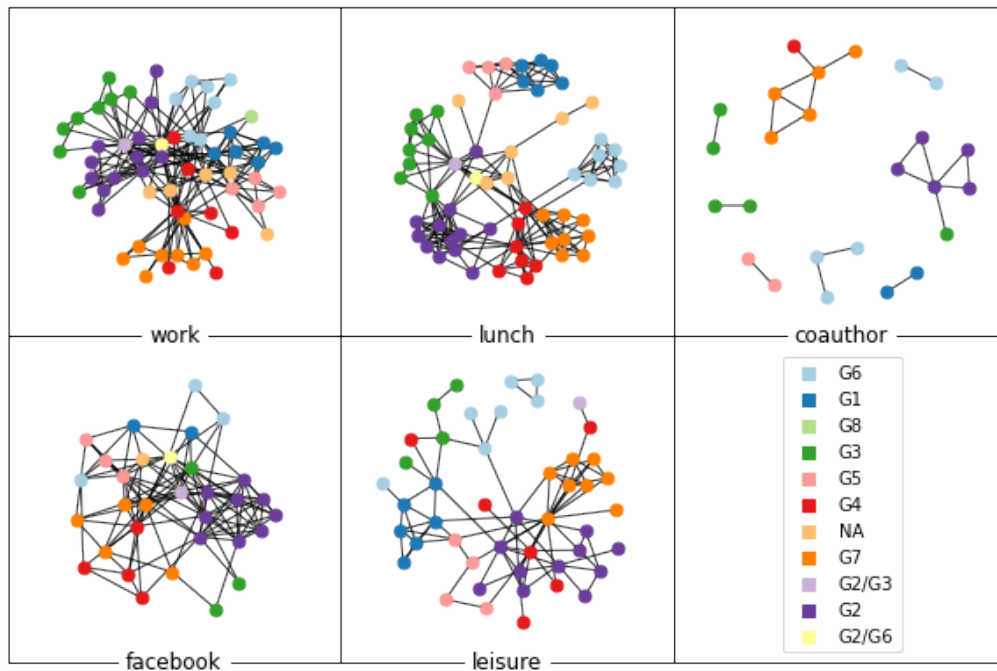 work
lunch
coauthor
facebook
leisure
G6
G1
G8
G3
G5
G4
NA
G7
G2/G3
G2
G2/G6